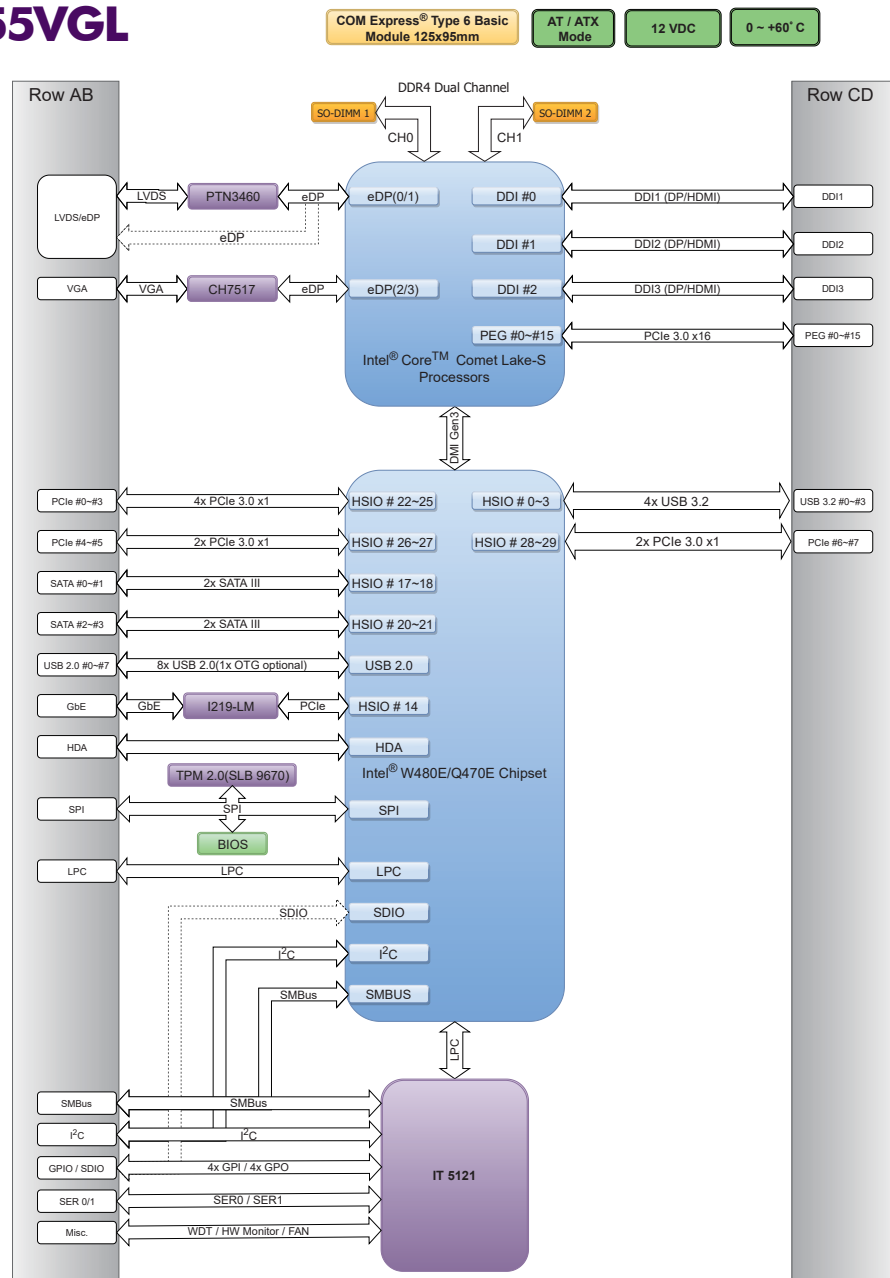 55VGL
COM Express® Type 6 Basic
Module 125x95mm
AT / ATX
Mode
12 VDC
0 ~ +60° C
Row AB
Row CD
DDR4 Dual Channel
SO-DIMM 1
SO-DIMM 2
CH0
CH1
LVDS/eDP
LVDS
PTN3460
eDP
eDP(0/1)
DDI #0
DDI1 (DP/HDMI)
DDI1
eDP
DDI #1
DDI2 (DP/HDMI)
DDI2
VGA
VGA
CH7517
eDP
eDP(2/3)
DDI #2
DDI3 (DP/HDMI)
DDI3
PEG #0~#15
PCIe 3.0 x16
PEG #0~#15
Intel® Core™ Comet Lake-S
Processors
DMI Gen3
PCIe #0~#3
4x PCIe 3.0 x1
HSIO # 22~25
HSIO # 0~3
4x USB 3.2
USB 3.2 #0~#3
PCIe #4~#5
2x PCIe 3.0 x1
HSIO # 26~27
HSIO # 28~29
2x PCIe 3.0 x1
PCIe #6~#7
SATA #0~#1
2x SATA III
HSIO # 17~18
SATA #2~#3
2x SATA III
HSIO # 20~21
USB 2.0 #0~#7
8x USB 2.0(1x OTG optional)
USB 2.0
GbE
GbE
I219-LM
PCIe
HSIO # 14
HDA
HDA
TPM 2.0(SLB 9670)
Intel® W480E/Q470E Chipset
SPI
SPI
SPI
BIOS
LPC
LPC
LPC
SDIO
SDIO
I²C
I²C
SMBus
SMBUS
LPC
SMBus
SMBus
I²C
I²C
GPIO / SDIO
4x GPI / 4x GPO
IT 5121
SER 0/1
SER0 / SER1
Misc.
WDT / HW Monitor / FAN